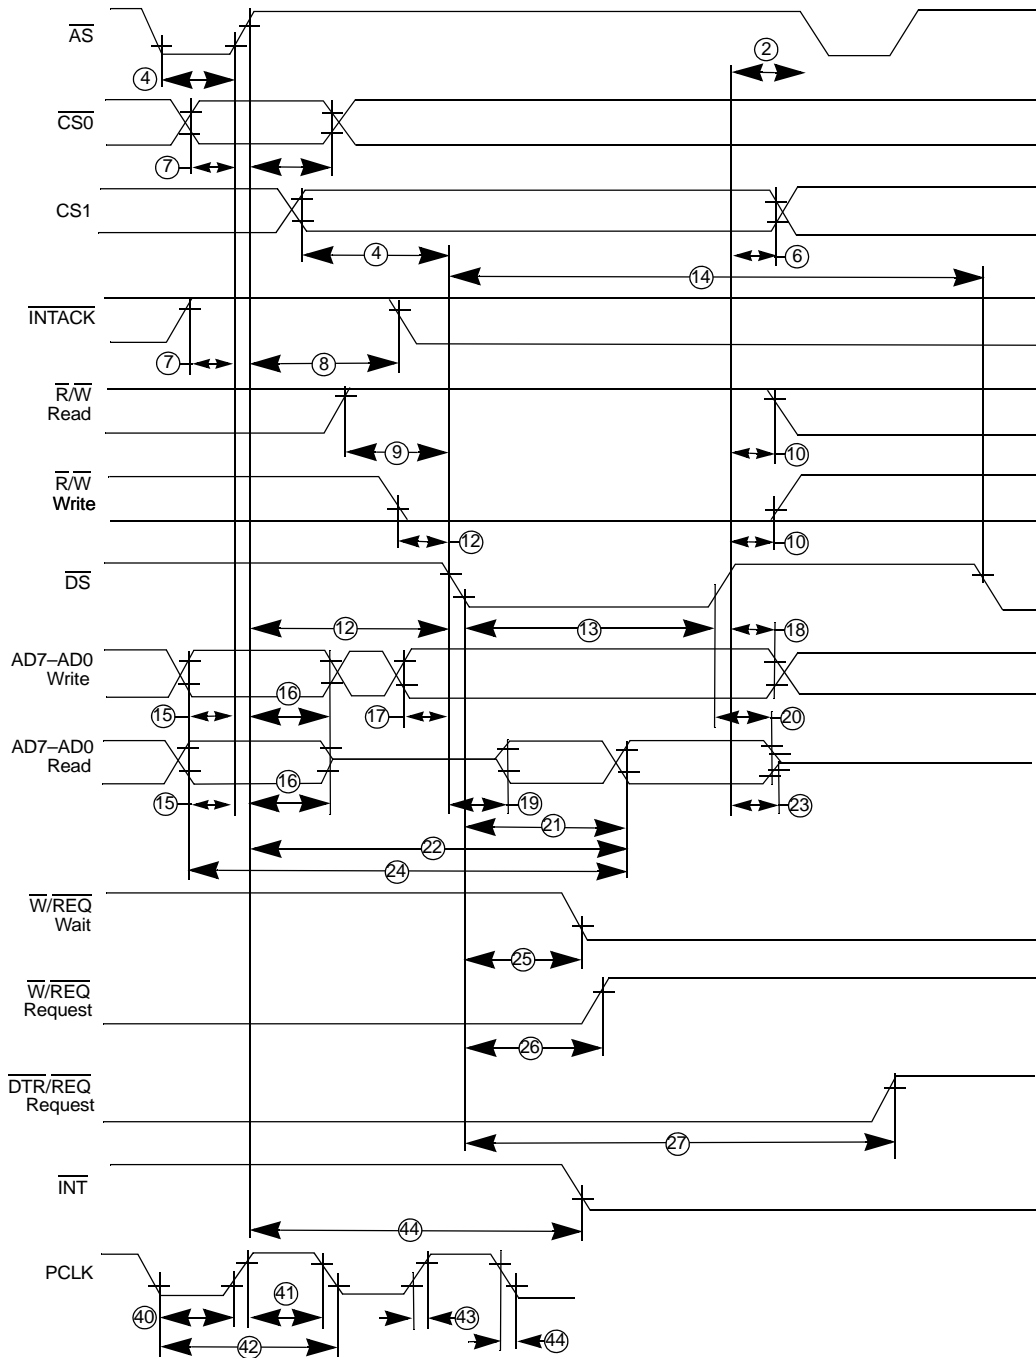 AS
2
4
CS0
7
CS1
4
6
14
INTACK
7
8
R/W
Read
9
10
R/W
Write
12
10
DS
12
13
18
AD7–AD0
Write
16
15
17
20
AD7–AD0
Read
16
15
19
23
21
22
24
W/REQ
Wait
25
W/REQ
Request
26
DTR/REQ
Request
27
INT
44
PCLK
40
41
43
42
44